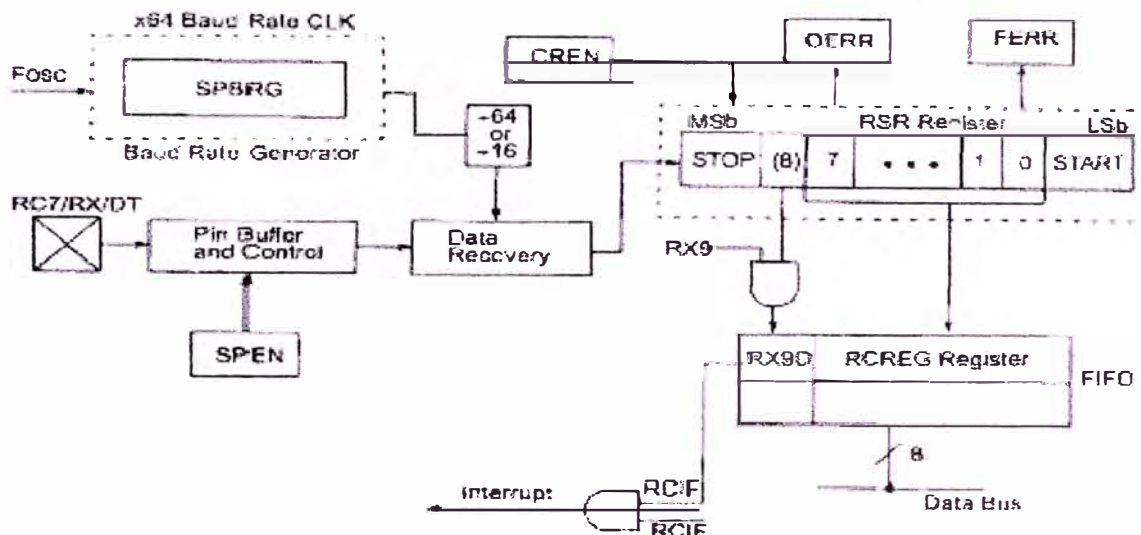 x64 Baud Rate CLK
Fosc
SPBRG
Baud Rate Generator
÷64
or
÷16
CREN
OERR
FERR
MSb
RSR Register
LSb
STOP
(8)
7
• • •
1
0
START
RC7/RX/DT
Pin Buffer
and Control
Data
Recovery
SPEN
RX9
RX9D
RCREG Register
FIFO
8
Data Bus
Interrupt
RCIF
RCIE